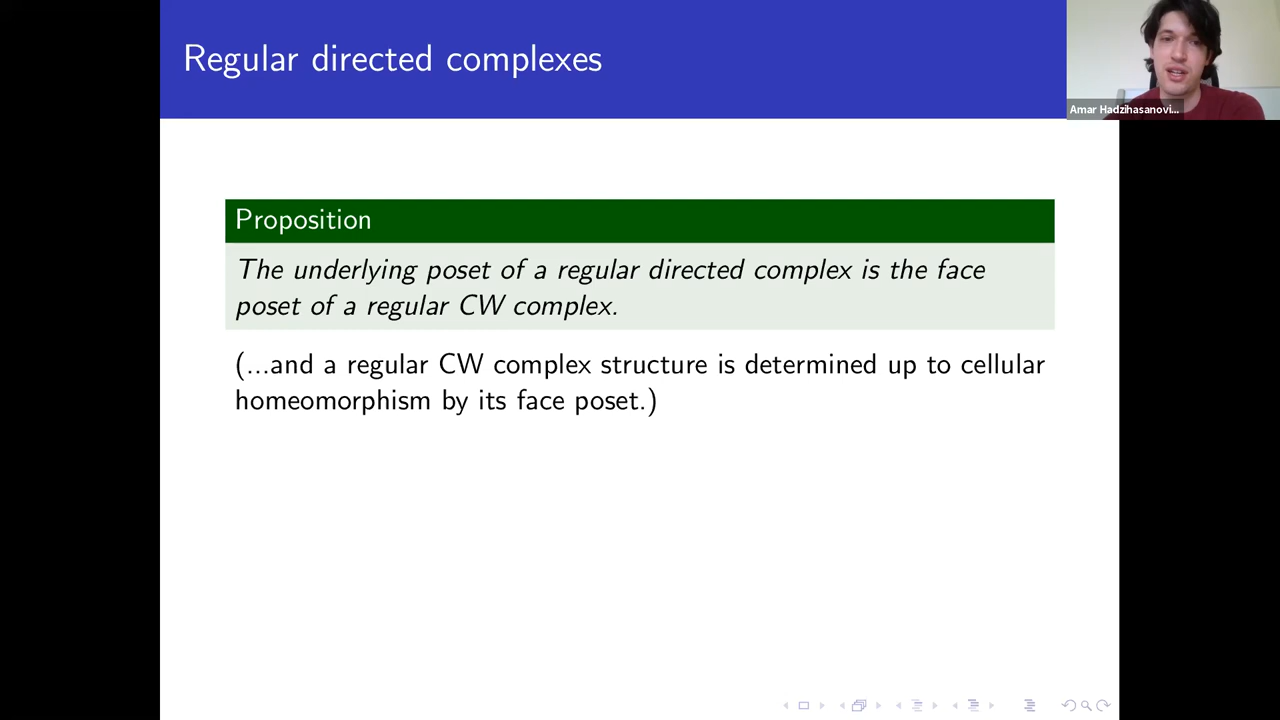 Regular directed complexes
Amar Hadzihasanovi...
Proposition
The underlying poset of a regular directed complex is the face
poset of a regular CW complex.
(...and a regular CW complex structure is determined up to cellular
homeomorphism by its face poset.)